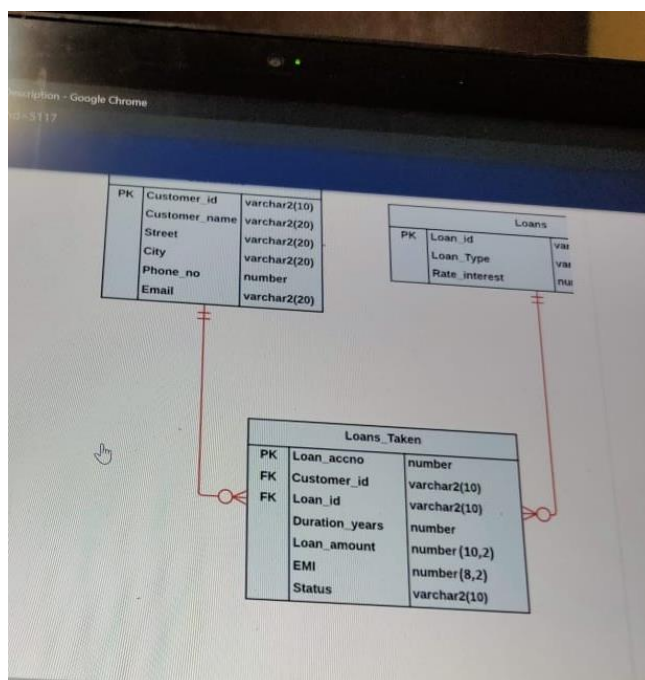 Description - Google Chrome
PK Customer_id varchar2(10)
Customer_name varchar2(20)
Street varchar2(20)
City varchar2(20)
Phone_no number
Email varchar2(20)
Loans
PK Loan_id
Loan_Type
Rate_interest
Loans_Taken
PK Loan_accno number
FK Customer_id varchar2(10)
FK Loan_id varchar2(10)
Duration_years number
Loan_amount number(10,2)
EMI number(8,2)
Status varchar2(10)